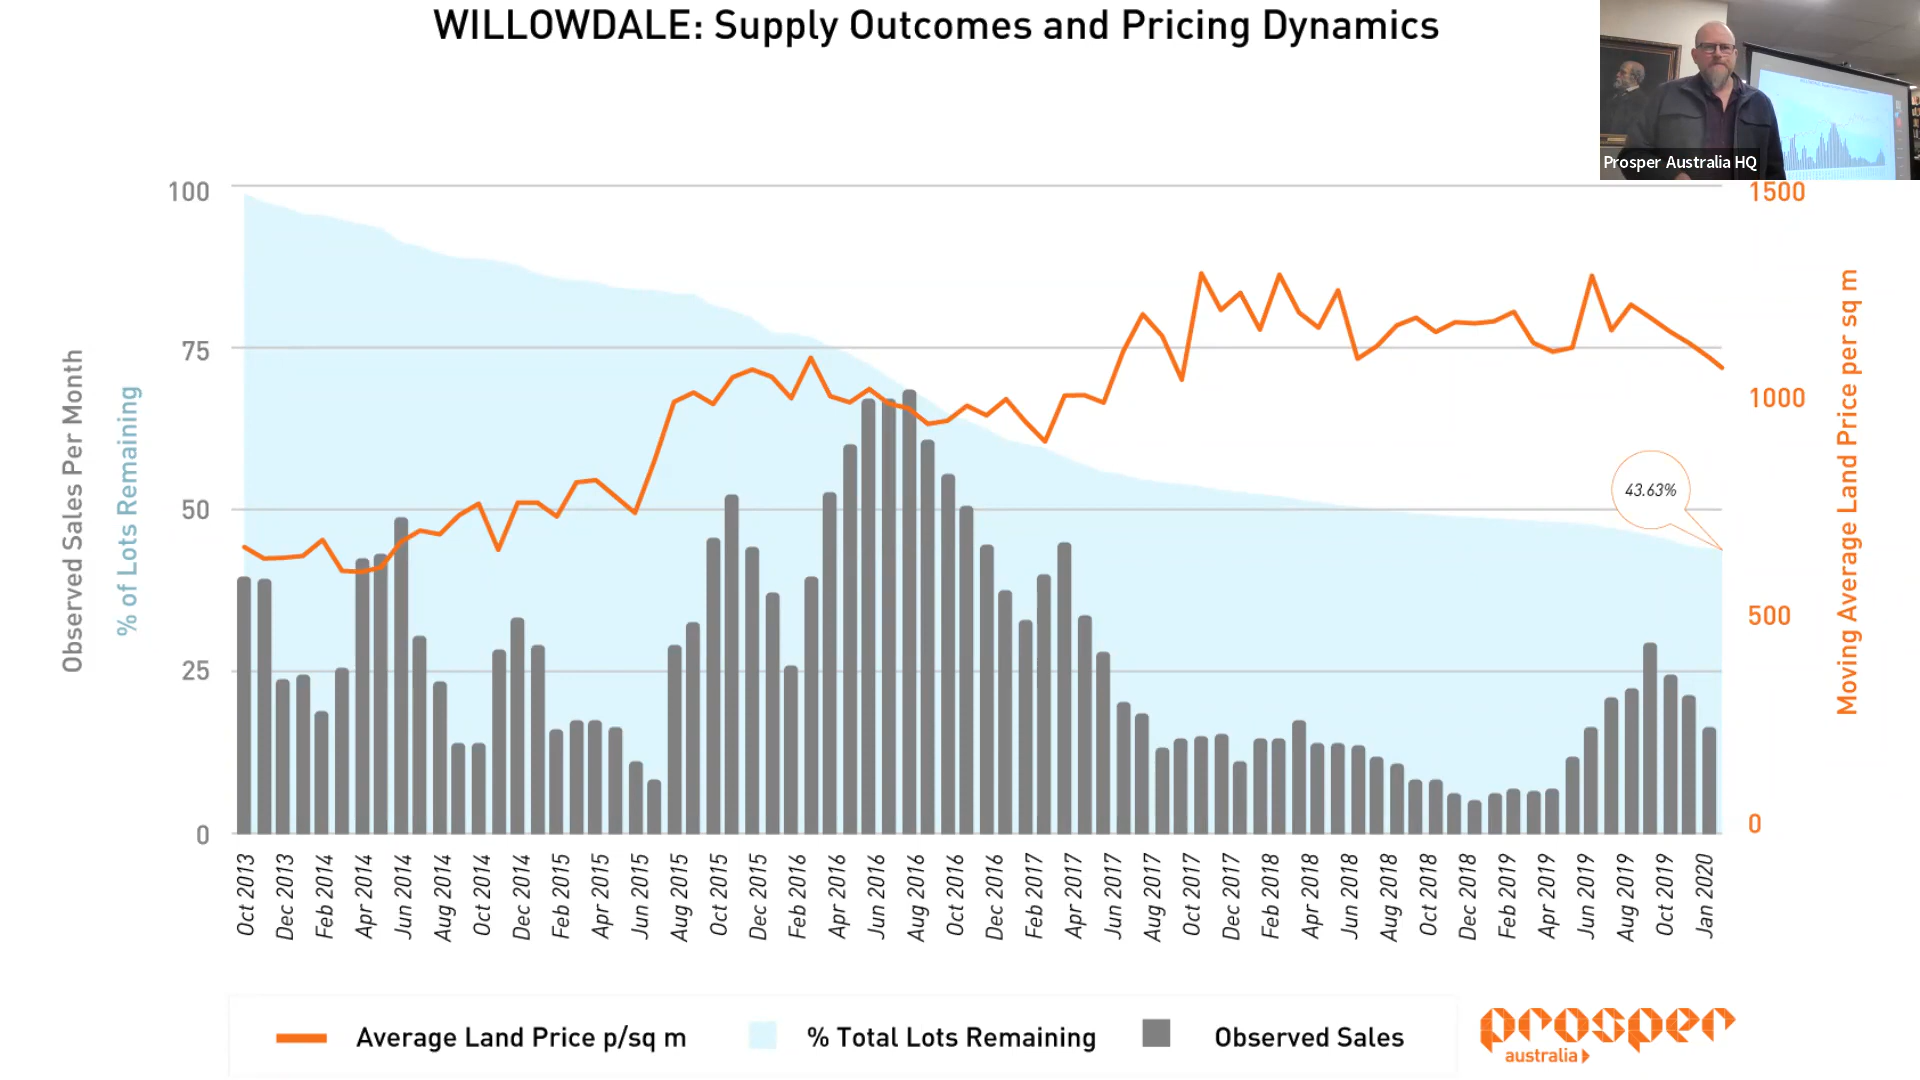 WILLOWDALE: Supply Outcomes and Pricing Dynamics
Prosper Australia HQ
100
75
50
25
0
Observed Sales Per Month
% of Lots Remaining
1500
1000
500
0
Moving Average Land Price per sq m
43.63%
Oct 2013
Dec 2013
Feb 2014
Apr 2014
Jun 2014
Aug 2014
Oct 2014
Dec 2014
Feb 2015
Apr 2015
Jun 2015
Aug 2015
Oct 2015
Dec 2015
Feb 2016
Apr 2016
Jun 2016
Aug 2016
Oct 2016
Dec 2016
Feb 2017
Apr 2017
Jun 2017
Aug 2017
Oct 2017
Dec 2017
Feb 2018
Apr 2018
Jun 2018
Aug 2018
Oct 2018
Dec 2018
Feb 2019
Apr 2019
Jun 2019
Aug 2019
Oct 2019
Jan 2020
Average Land Price p/sq m
% Total Lots Remaining
Observed Sales
prosper
australia